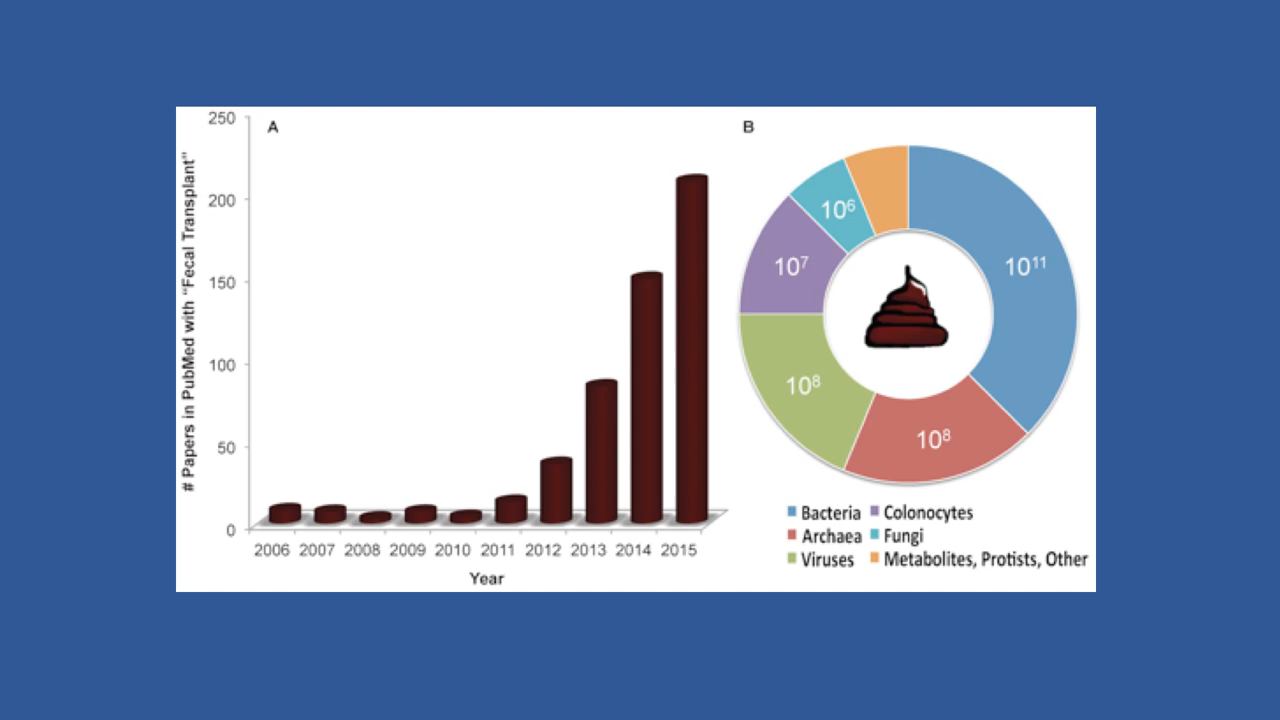 A
# Papers in PubMed with "Fecal Transplant"
250
200
150
100
50
0
2006 2007 2008 2009 2010 2011 2012 2013 2014 2015
Year
B
10⁶
10⁷
10¹¹
10⁸
10⁸
Bacteria Colonocytes
Archaea Fungi
Viruses Metabolites, Protists, Other